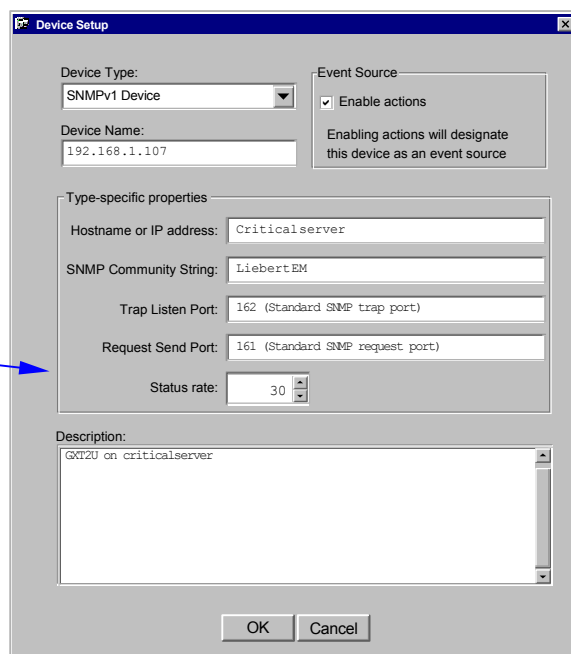 Device Setup
Device Type:
SNMPv1 Device
Event Source
Enable actions
Enabling actions will designate
this device as an event source
Device Name:
192.168.1.107
Type-specific properties
Hostname or IP address: Criticalserver
SNMP Community String: LiebertEM
Trap Listen Port: 162 (Standard SNMP trap port)
Request Send Port: 161 (Standard SNMP request port)
Status rate: 30
Description:
GXT2U on criticalserver
OK Cancel